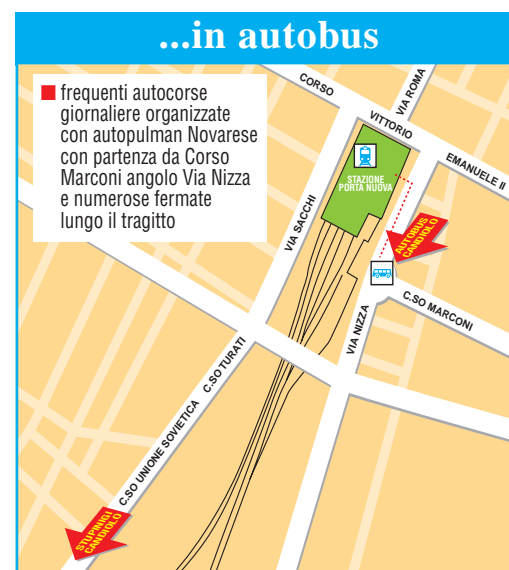 ...in autobus
frequenti autocorse
giornaliere organizzate
con autopulman Novarese
con partenza da Corso
Marconi angolo Via Nizza
e numerose fermate
lungo il tragitto
CORSO
VITTORIO
EMANUELE II
VIA ROMA
STAZIONE
PORTA NUOVA
VIA SACCHI
AUTOBUS
CANDIOLO
C.SO MARCONI
VIA NIZZA
C.SO TURATI
C.SO UNIONE SOVIETICA
STUPINIGI
CANDIOLO